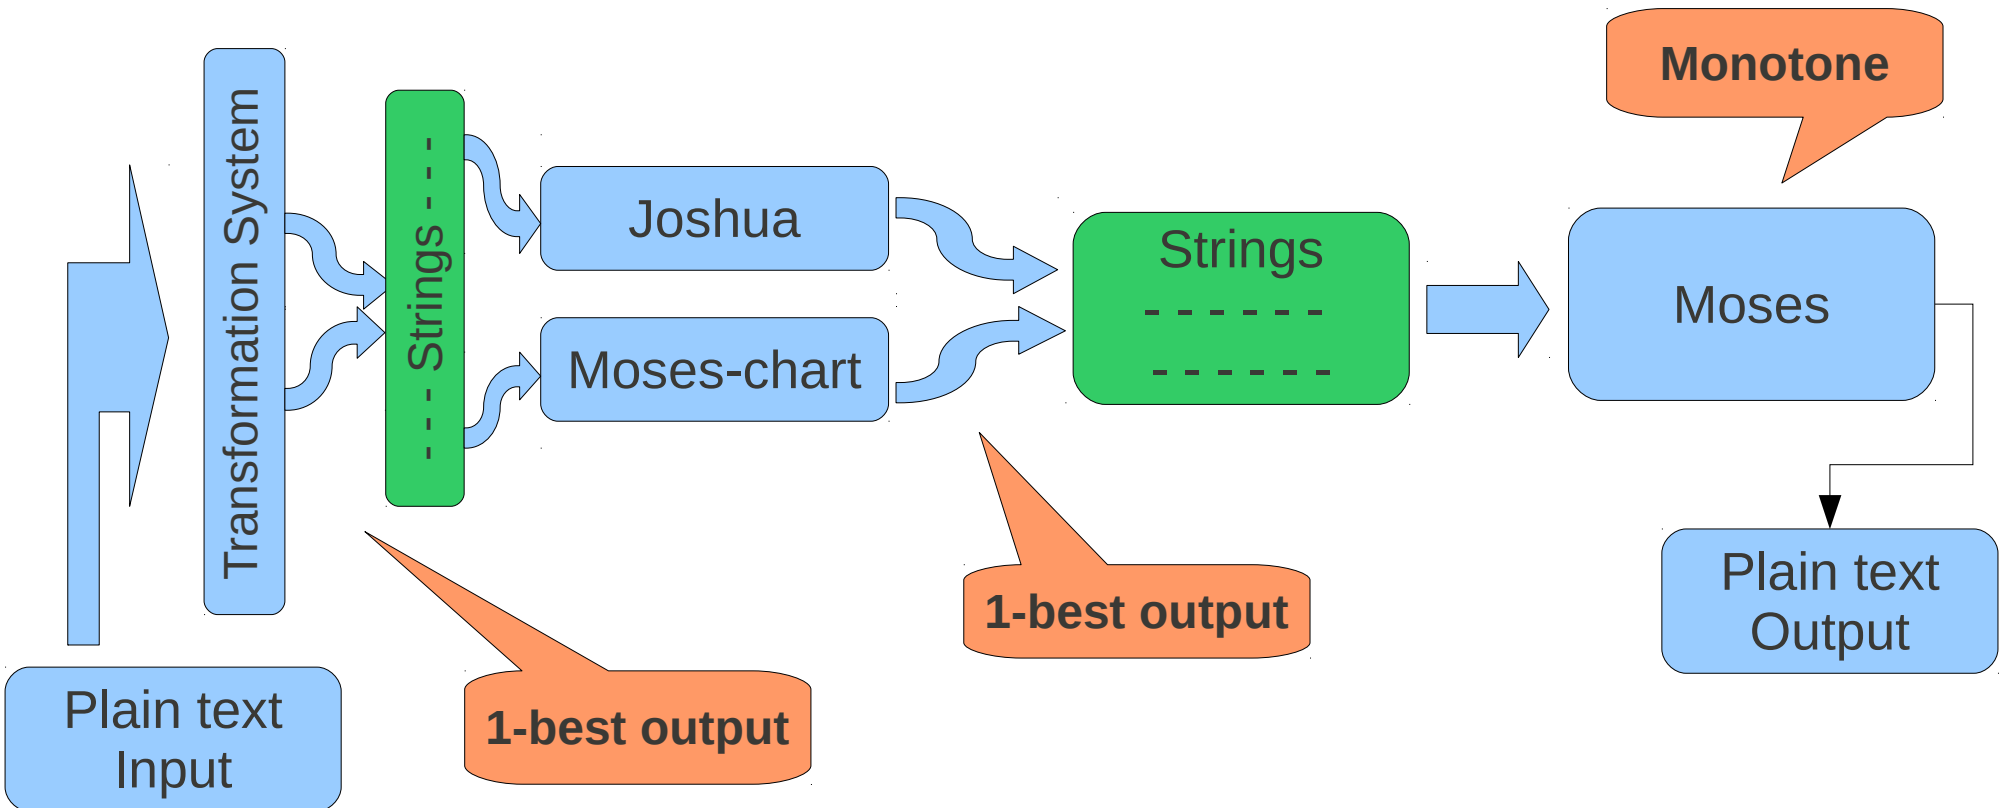 Plain text
Input
Transformation System
- - - - Strings - - - -
1-best output
Joshua
Moses-chart
1-best output
Strings
- - - - - -
- - - - - -
Monotone
Moses
Plain text
Output